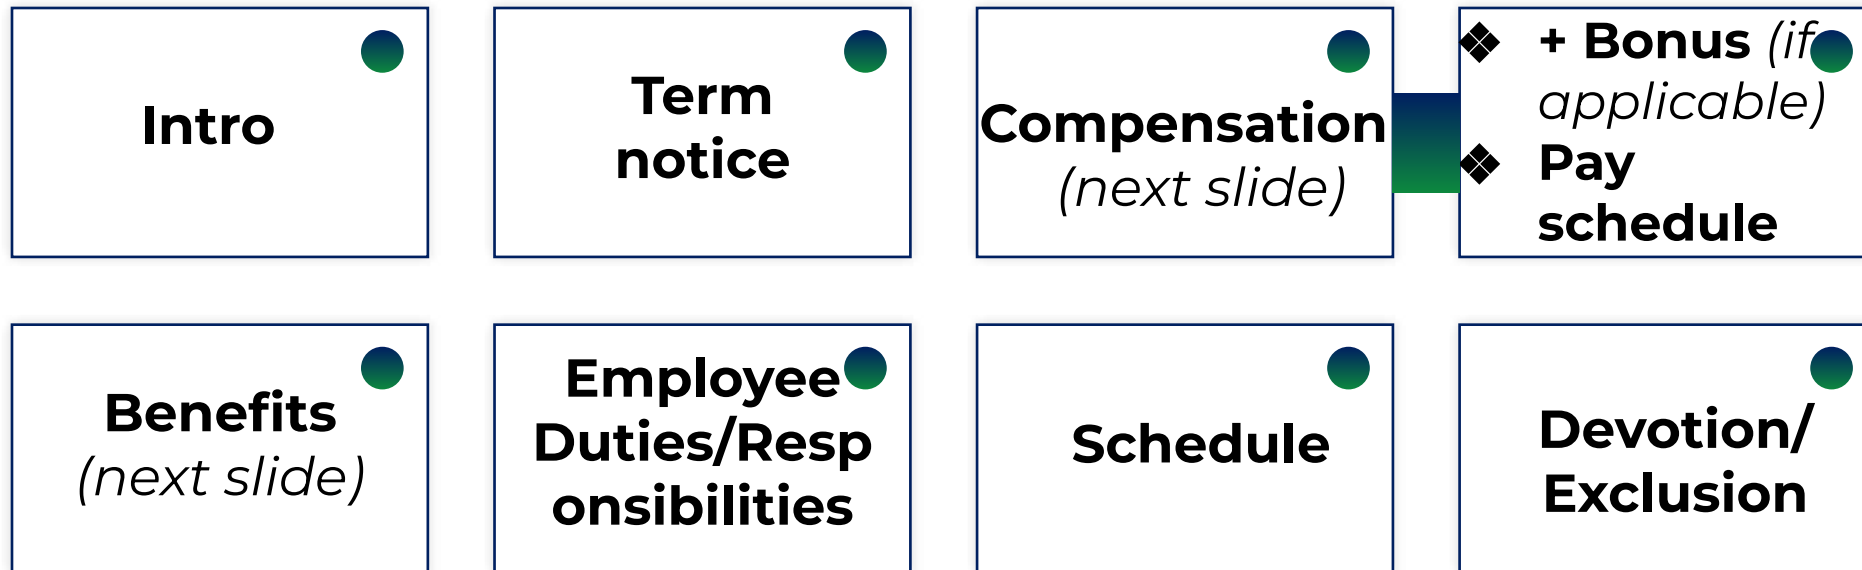 Intro
Term
notice
Compensation
(next slide)
❖ + Bonus (if
applicable)
❖ Pay
schedule
Benefits
(next slide)
Employee
Duties/Resp
onsibilities
Schedule
Devotion/
Exclusion